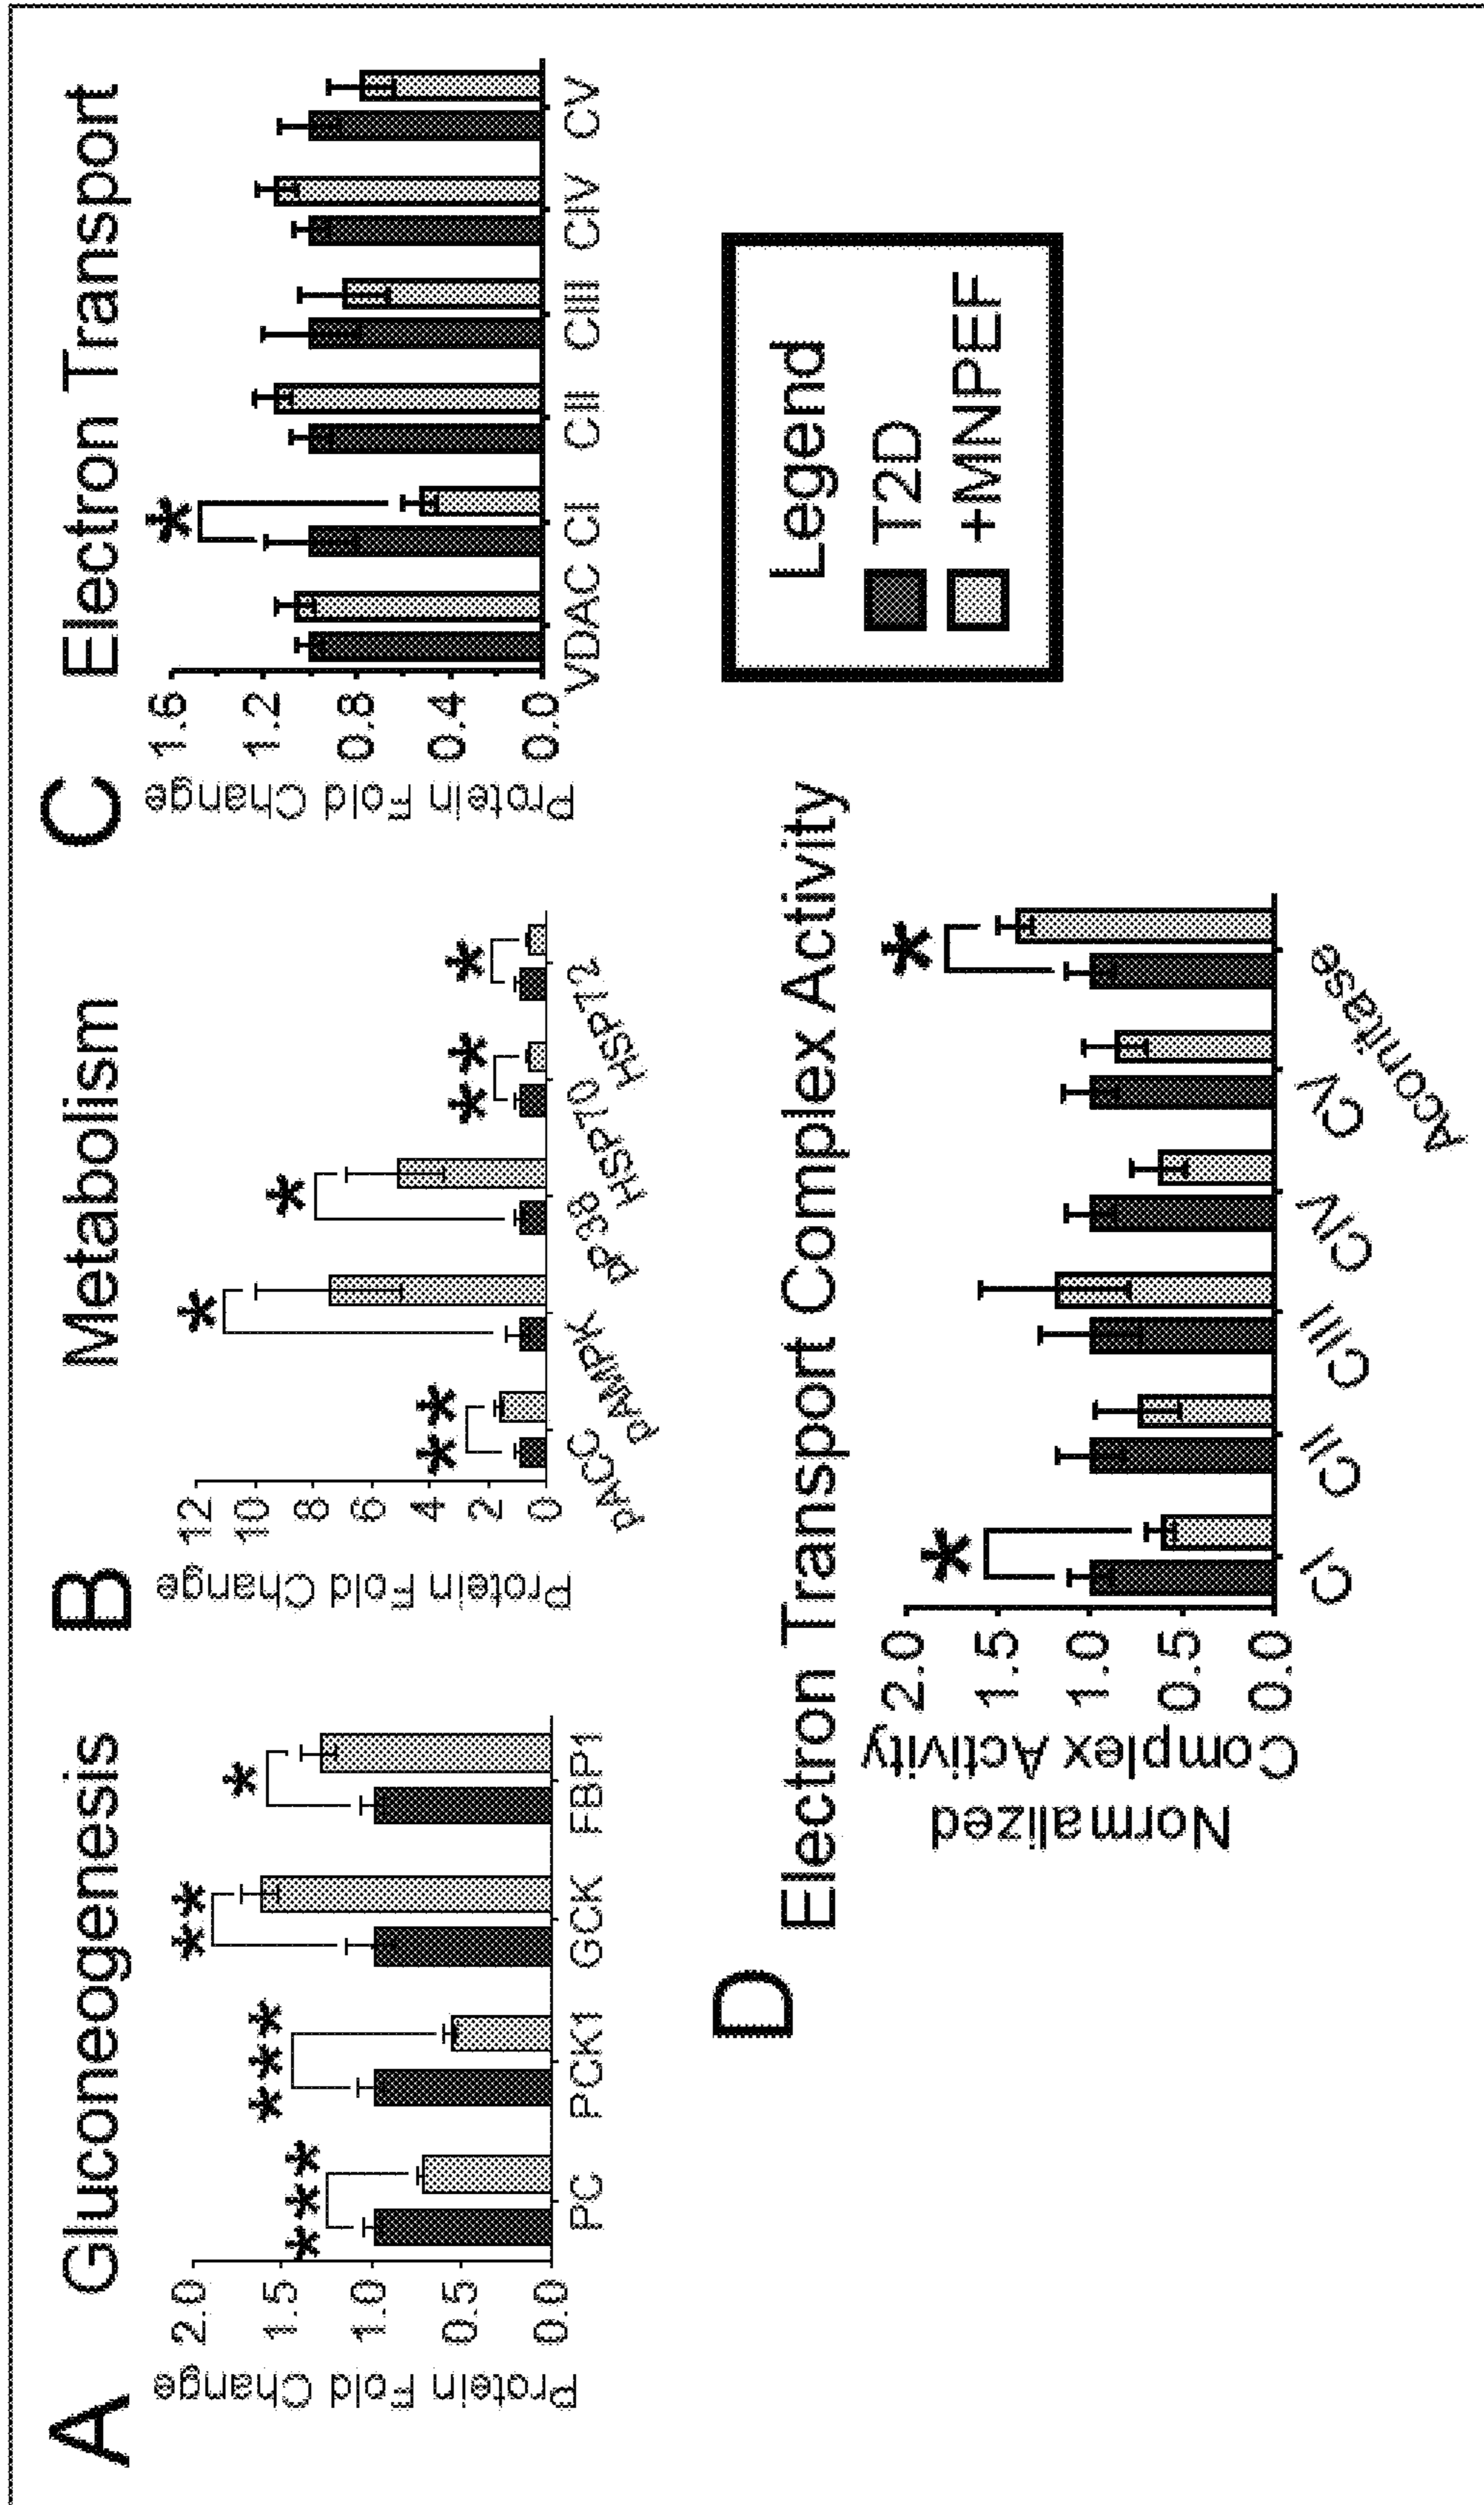 A Gluconeogenesis
Protein Fold Change
2.0
1.5
1.0
0.5
0.0
*** *** ** *
PC PCK1 GCK FBP1
B Metabolism
Protein Fold Change
12
10
8
6
4
2
0
** * * ** *
pACC pAMPK pP38 HSP70 HSP72
C Electron Transport
Protein Fold Change
1.6
1.2
0.8
0.4
0.0
*
VDAC CI CII CIII CIV CV
D Electron Transport Complex Activity
Normalized
Complex Activity
2.0
1.5
1.0
0.5
0.0
* *
CI CII CIII CIV CV Aconitase
Legend
T2D
+MNPEF